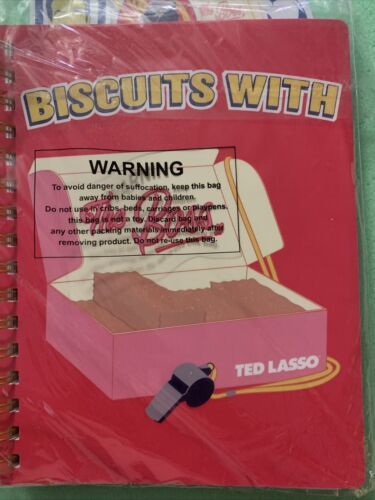 BISCUITS WITH
WARNING
To avoid danger of suffocation, keep this bag
away from babies and children.
Do not use in cribs, beds, carriages or playpens,
this bag is not a toy. Discard bag and
any other packing materials immediately after
removing product. Do not re-use this bag.
Boss
TED LASSO